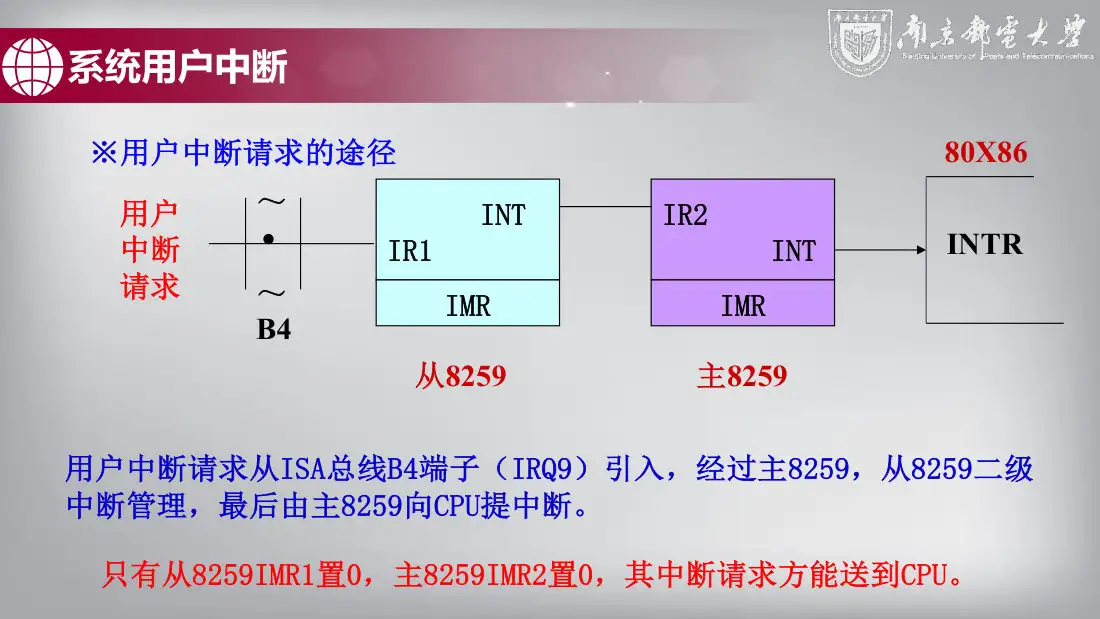 系统用户中断
南京邮电大学
Nanjing University of Posts and Telecommunications
※用户中断请求的途径
80X86
用户
中断
请求
~
~
B4
INT
IR1
IMR
从8259
IR2
INT
IMR
主8259
INTR
用户中断请求从ISA总线B4端子（IRQ9）引入，经过主8259，从8259二级
中断管理，最后由主8259向CPU提中断。
只有从8259IMR1置0，主8259IMR2置0，其中断请求方能送到CPU。